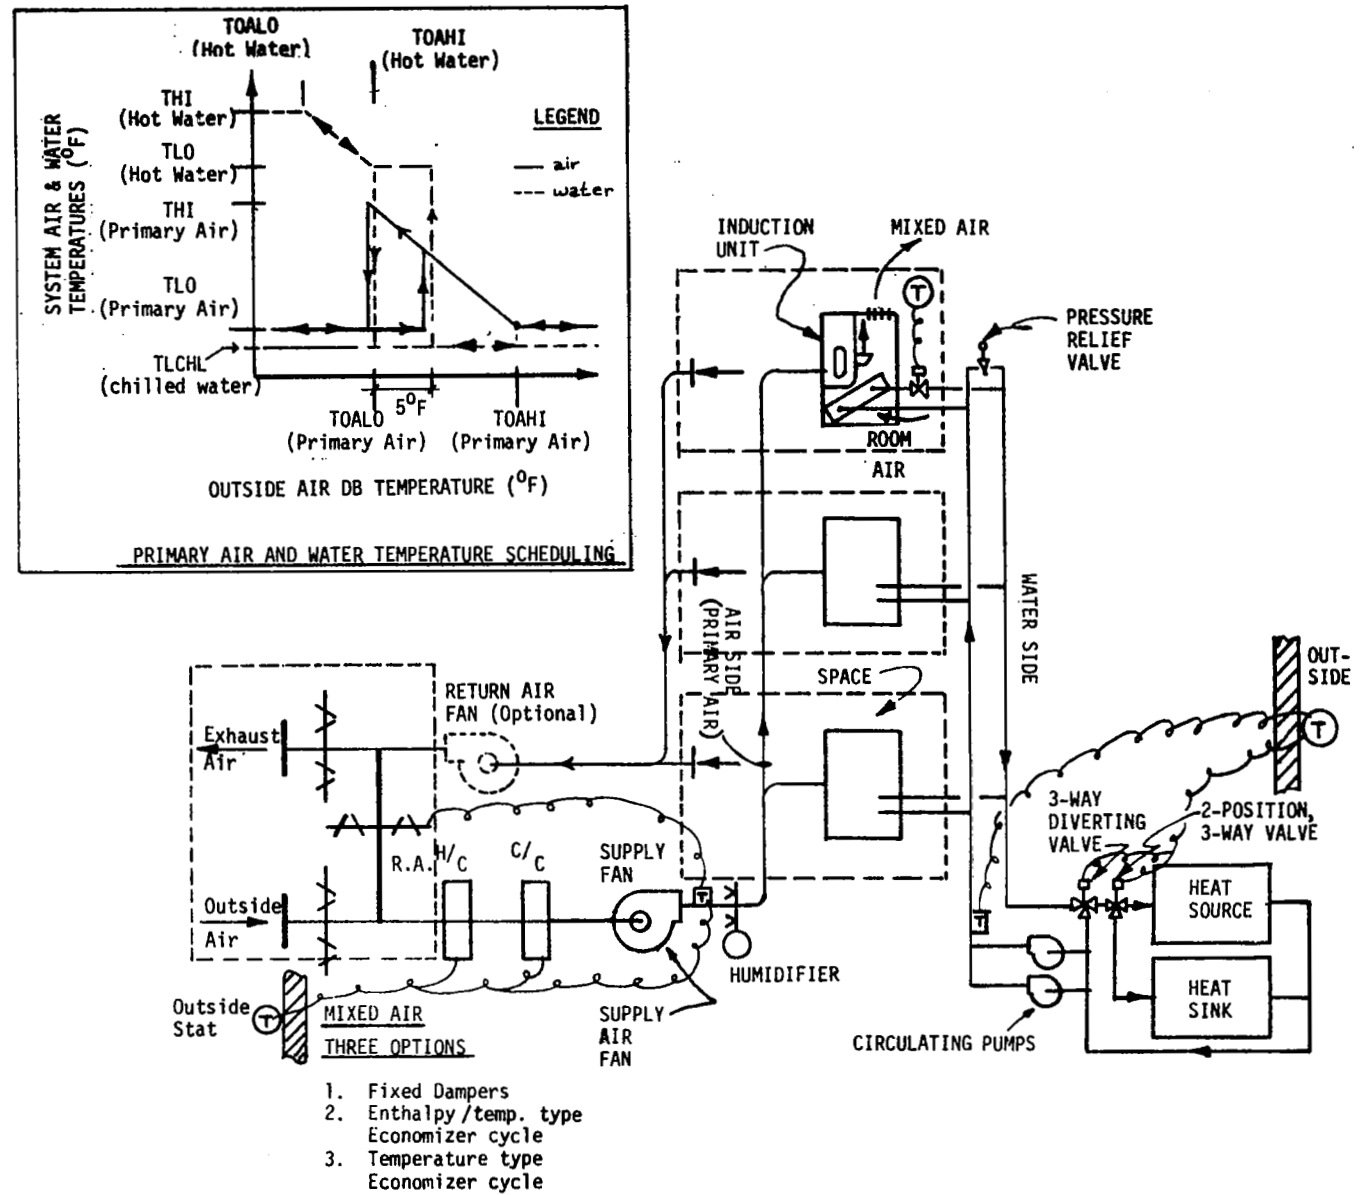 TOALO
(Hot Water)
TOAHI
(Hot Water)
THI
(Hot Water)
TLO
(Hot Water)
THI
(Primary Air)
TLO
(Primary Air)
TLCHL
(chilled water)
SYSTEM AIR & WATER
TEMPERATURES (°F)
LEGEND
air
water
5°F
TOALO
(Primary Air)
TOAHI
(Primary Air)
OUTSIDE AIR DB TEMPERATURE (°F)
PRIMARY AIR AND WATER TEMPERATURE SCHEDULING
INDUCTION
UNIT
MIXED AIR
T
PRESSURE
RELIEF
VALVE
ROOM
AIR
AIR SIDE
(PRIMARY AIR)
WATER SIDE
SPACE
OUT-
SIDE
T
RETURN AIR
FAN (Optional)
Exhaust
Air
R.A.
H/C
C/C
SUPPLY
FAN
T
Outside
Air
HUMIDIFIER
3-WAY
DIVERTING
VALVE
2-POSITION,
3-WAY VALVE
T
HEAT
SOURCE
HEAT
SINK
CIRCULATING PUMPS
Outside
Stat
T
SUPPLY
AIR
FAN
MIXED AIR
THREE OPTIONS
1. Fixed Dampers
2. Enthalpy/temp. type
Economizer cycle
3. Temperature type
Economizer cycle